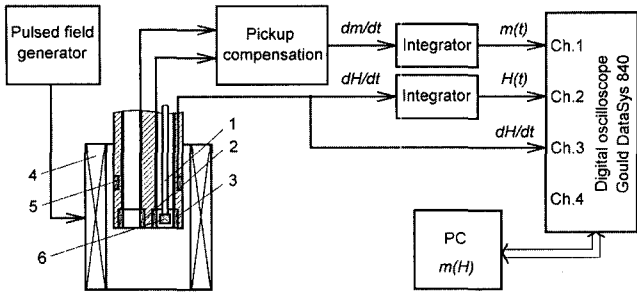 Pulsed field
generator
Pickup
compensation
dm/dt
Integrator
m(t)
Ch.1
dH/dt
Integrator
H(t)
Ch.2
dH/dt
Ch.3
Ch.4
Digital oscilloscope
Gould DataSys 840
PC
m(H)
1
2
3
4
5
6